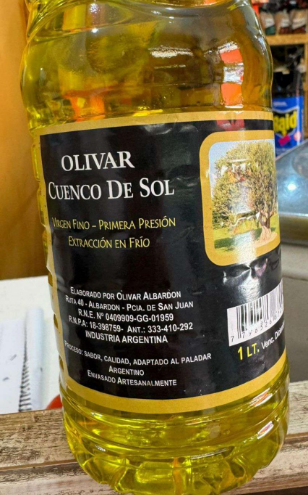 OLIVAR
CUENCO DE SOL
VIRGEN FINO - PRIMERA PRESIÓN
EXTRACCIÓN EN FRÍO
ELABORADO POR OLIVAR ALBARDON
RUTA 40 - ALBARDON - PCIA. DE SAN JUAN
R.N.E. Nº 0409909-GG-01959
R.N.P.A: 18-398759- ANT.: 333-410-292
INDUSTRIA ARGENTINA
PROCESO: SABOR, CALIDAD, ADAPTADO AL PALADAR
ARGENTINO
ENVASADO ARTESANALMENTE
1 LT.